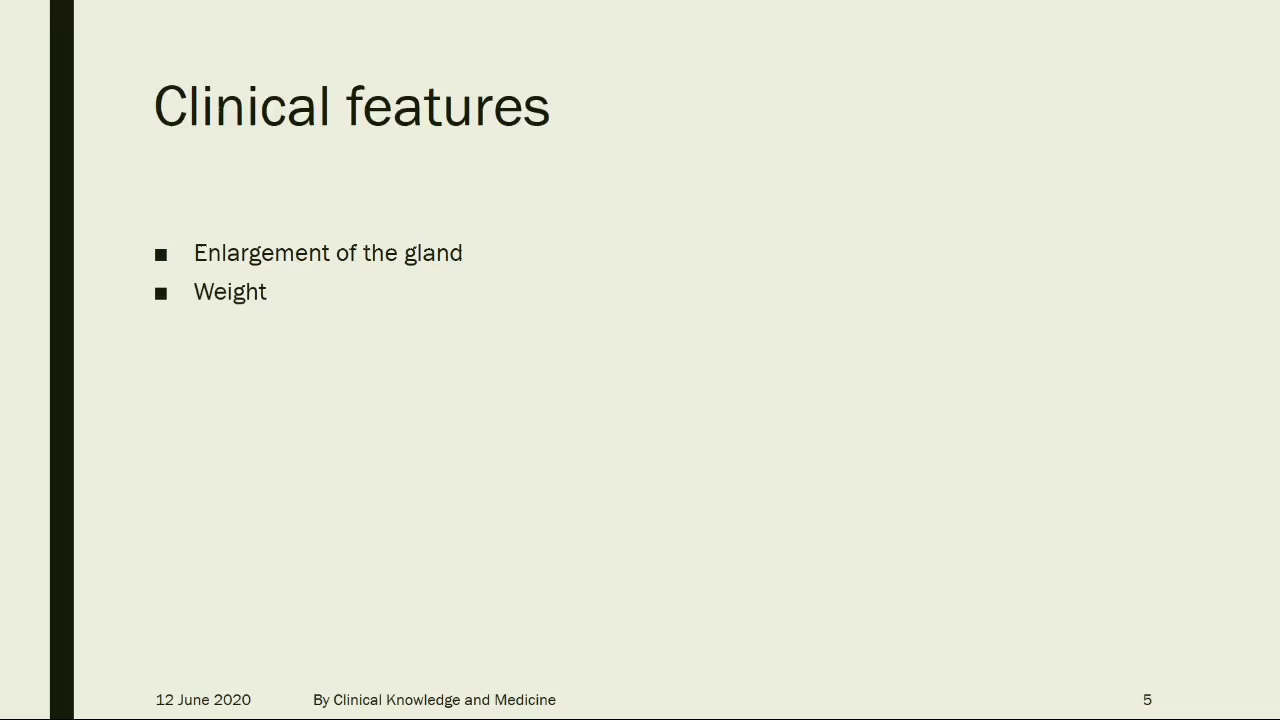 Clinical features
■ Enlargement of the gland
■ Weight
12 June 2020 By Clinical Knowledge and Medicine 5